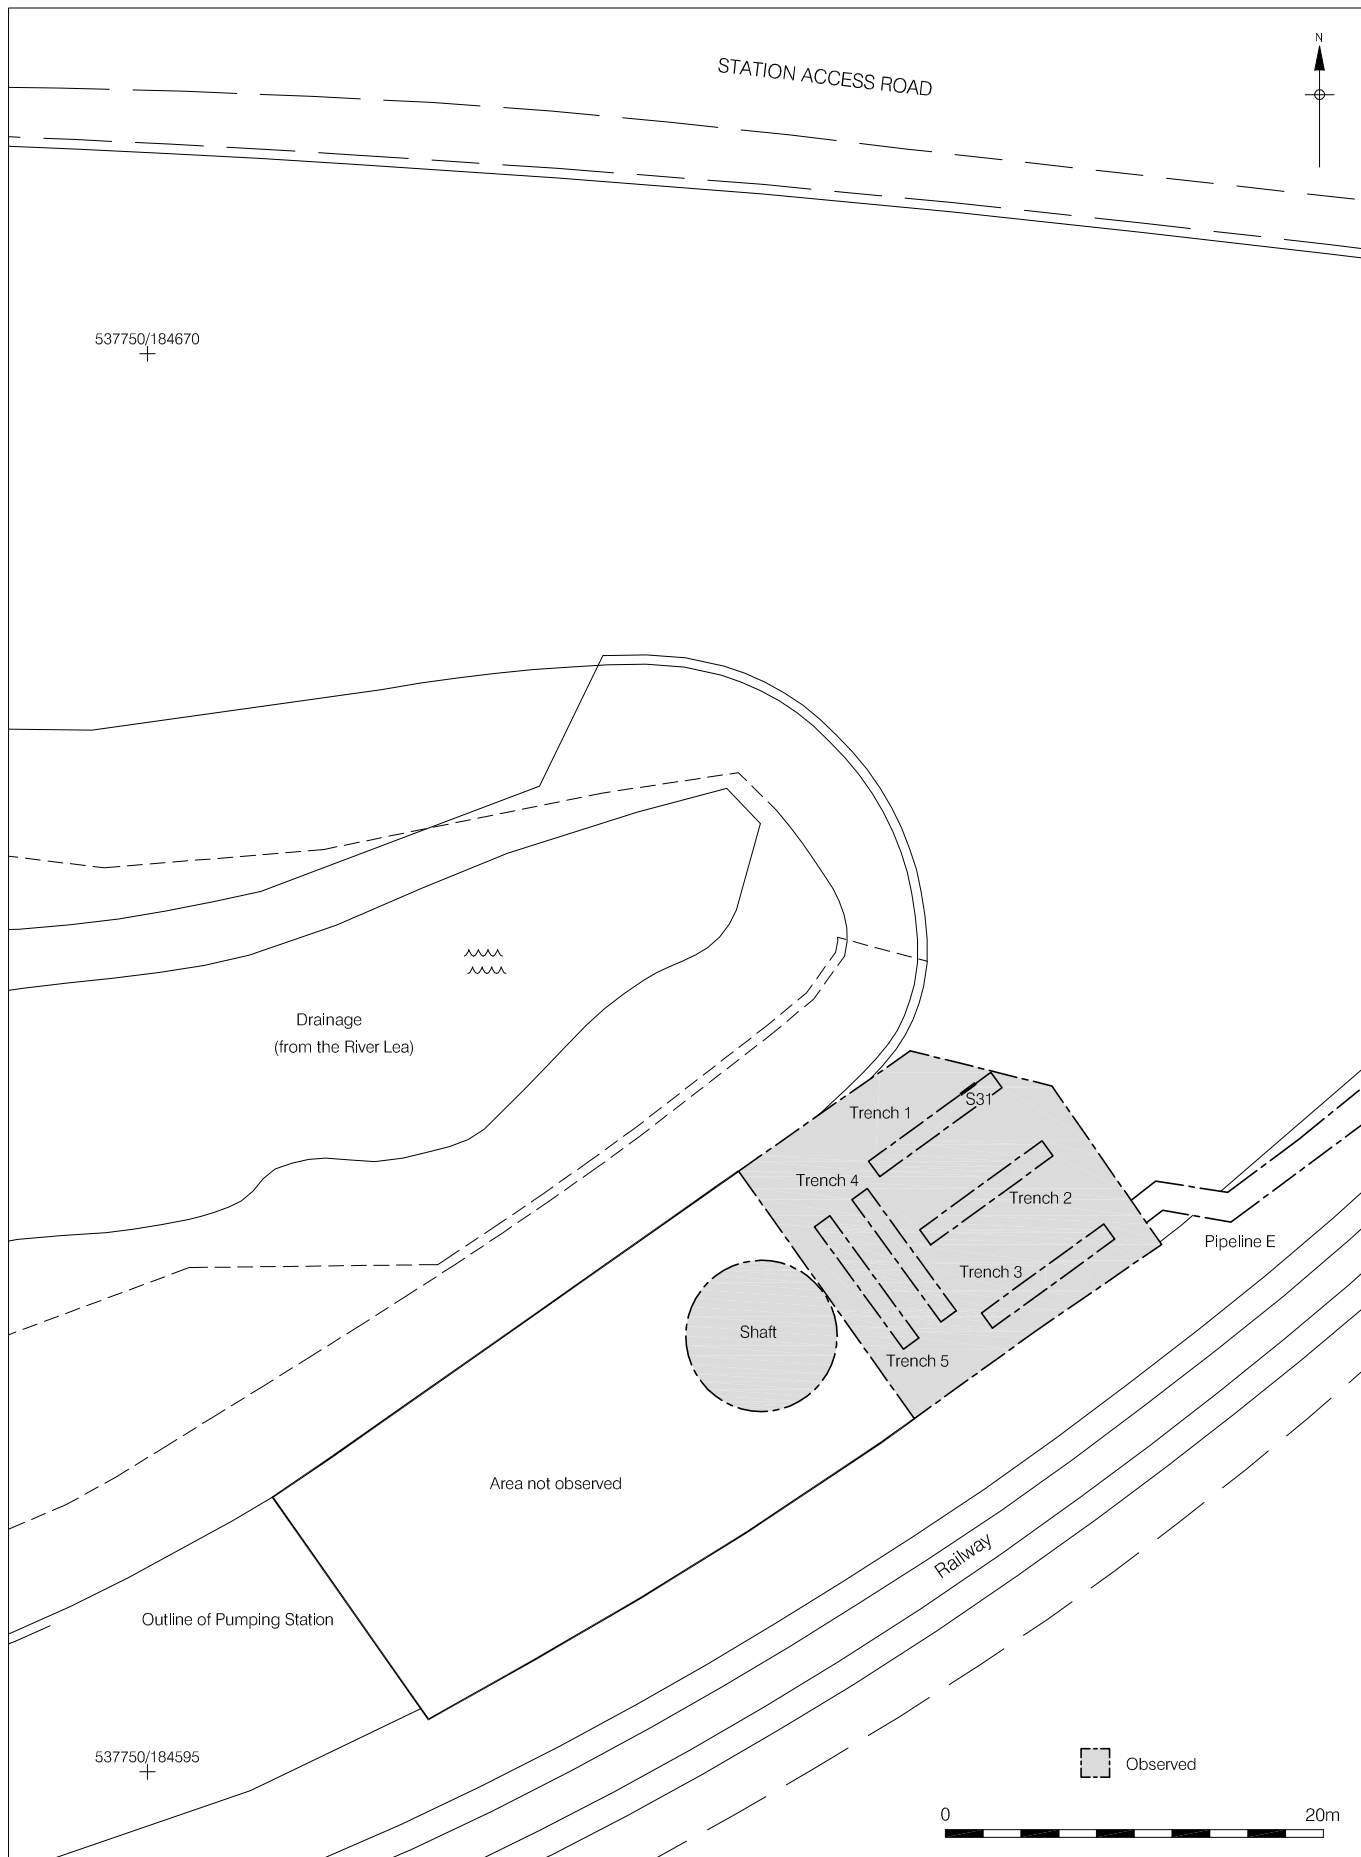 N
STATION ACCESS ROAD
537750/184670
Drainage
(from the River Lea)
S31
Trench 1
Trench 4
Trench 2
Pipeline E
Trench 3
Shaft
Trench 5
Area not observed
Railway
Outline of Pumping Station
537750/184595
Observed
0 20m